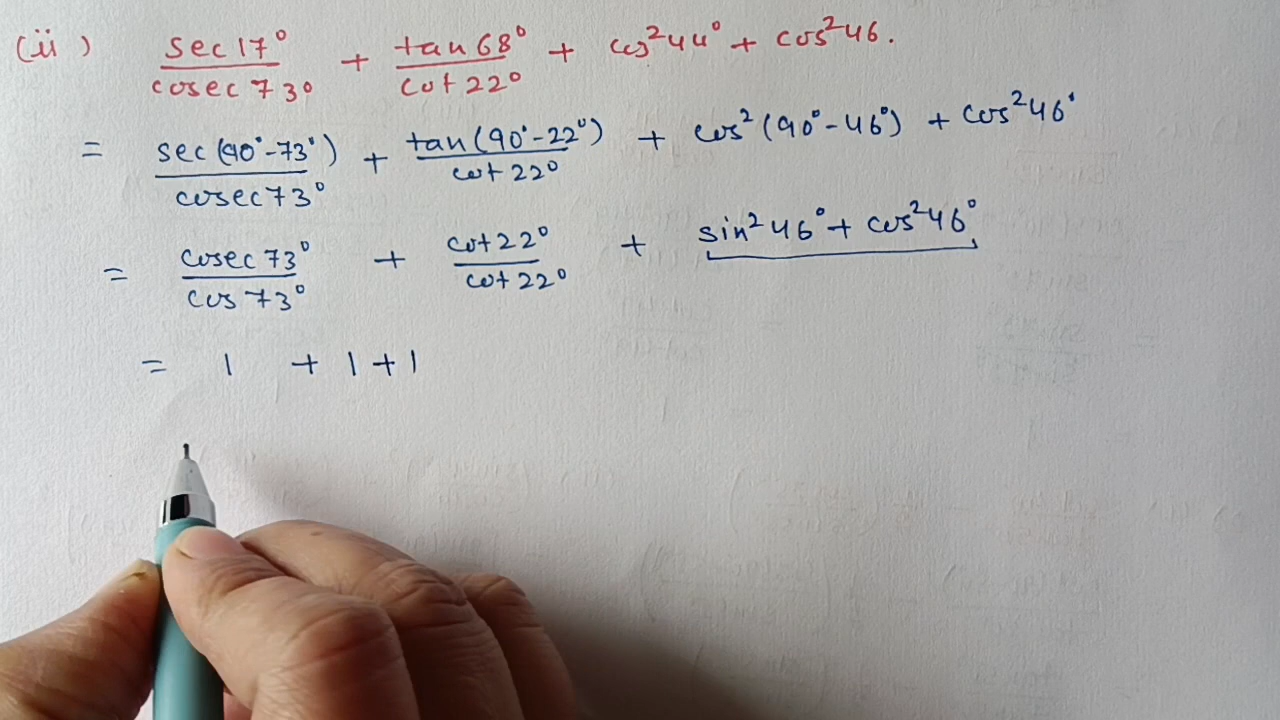 (ii) sec17°/cosec73° + tan68°/cot22° + cos²44° + cos²46.
= sec(90°-73°)/cosec73° + tan(90°-22°)/cot22° + cos²(90°-46°) + cos²46°
= cosec73°/cos73° + cot22°/cot22° + sin²46° + cos²46°
= 1 + 1 + 1